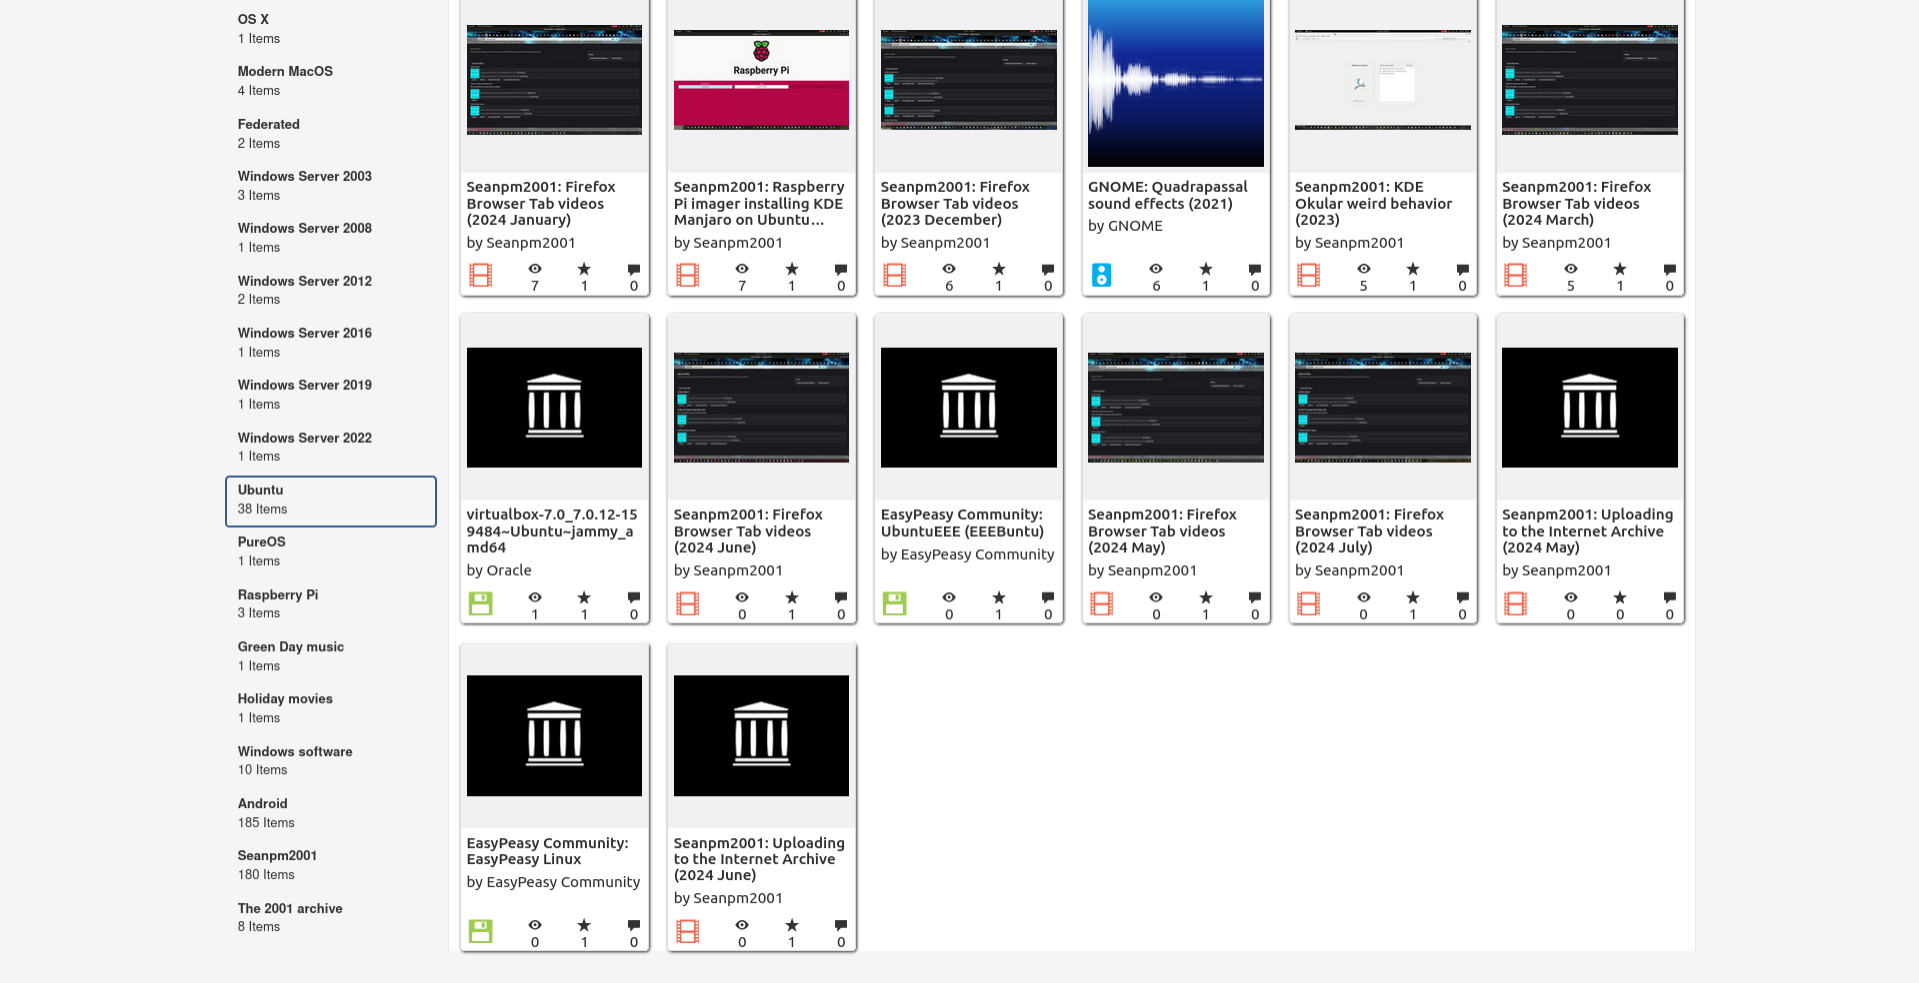 OS X
1 Items
Modern MacOS
4 Items
Federated
2 Items
Windows Server 2003
3 Items
Windows Server 2008
1 Items
Windows Server 2012
2 Items
Windows Server 2016
1 Items
Windows Server 2019
1 Items
Windows Server 2022
1 Items
Ubuntu
38 Items
PureOS
1 Items
Raspberry Pi
3 Items
Green Day music
1 Items
Holiday movies
1 Items
Windows software
10 Items
Android
185 Items
Seanpm2001
180 Items
The 2001 archive
8 Items
Seanpm2001: Firefox
Browser Tab videos
(2024 January)
by Seanpm2001
7 1 0
Raspberry Pi
Seanpm2001: Raspberry
Pi imager installing KDE
Manjaro on Ubuntu...
by Seanpm2001
7 1 0
Seanpm2001: Firefox
Browser Tab videos
(2023 December)
by Seanpm2001
6 1 0
GNOME: Quadrapassal
sound effects (2021)
by GNOME
6 1 0
Seanpm2001: KDE
Okular weird behavior
(2023)
by Seanpm2001
5 1 0
Seanpm2001: Firefox
Browser Tab videos
(2024 March)
by Seanpm2001
5 1 0
virtualbox-7.0_7.0.12-15
9484~Ubuntu~jammy_a
md64
by Oracle
1 1 0
Seanpm2001: Firefox
Browser Tab videos
(2024 June)
by Seanpm2001
0 1 0
EasyPeasy Community:
UbuntuEEE (EEEBuntu)
by EasyPeasy Community
0 1 0
Seanpm2001: Firefox
Browser Tab videos
(2024 May)
by Seanpm2001
0 1 0
Seanpm2001: Firefox
Browser Tab videos
(2024 July)
by Seanpm2001
0 1 0
Seanpm2001: Uploading
to the Internet Archive
(2024 May)
by Seanpm2001
0 0 0
EasyPeasy Community:
EasyPeasy Linux
by EasyPeasy Community
0 1 0
Seanpm2001: Uploading
to the Internet Archive
(2024 June)
by Seanpm2001
0 1 0